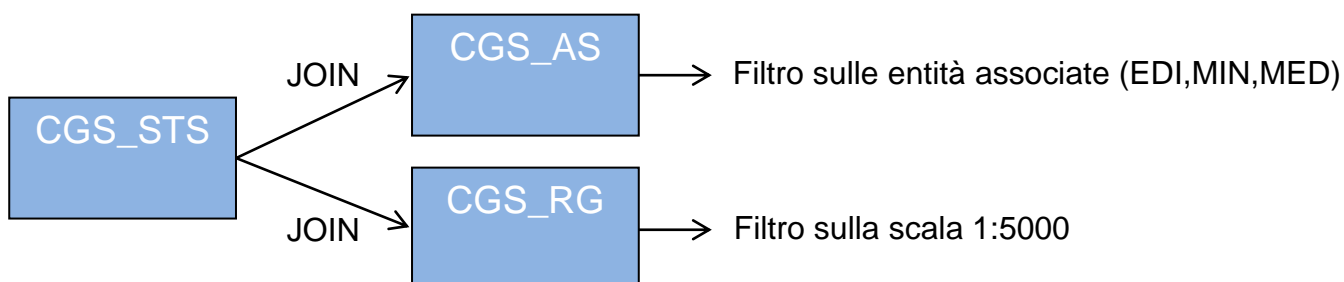 CGS_STS
JOIN
CGS_AS
Filtro sulle entità associate (EDI,MIN,MED)
JOIN
CGS_RG
Filtro sulla scala 1:5000